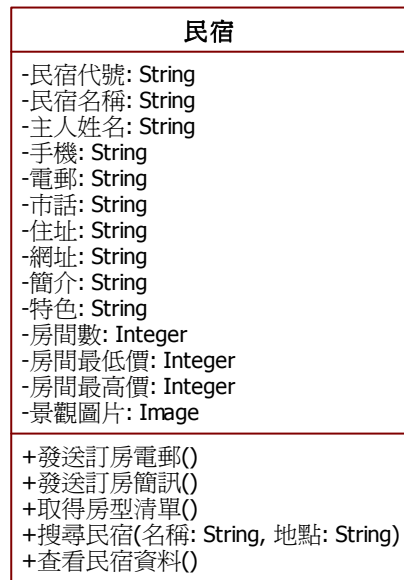 民宿
-民宿代號: String
-民宿名稱: String
-主人姓名: String
-手機: String
-電郵: String
-市話: String
-住址: String
-網址: String
-簡介: String
-特色: String
-房間數: Integer
-房間最低價: Integer
-房間最高價: Integer
-景觀圖片: Image
+發送訂房電郵()
+發送訂房簡訊()
+取得房型清單()
+搜尋民宿(名稱: String, 地點: String)
+查看民宿資料()